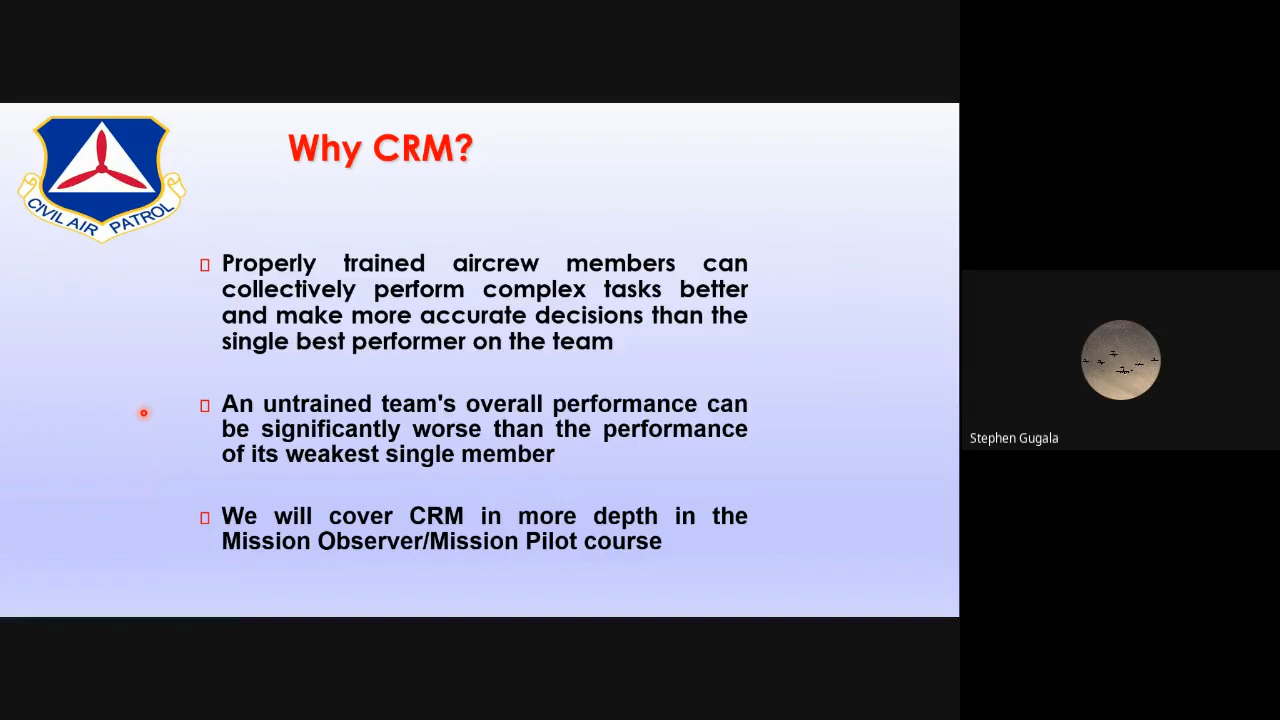 Why CRM?
CIVIL AIR PATROL
Properly trained aircrew members can
collectively perform complex tasks better
and make more accurate decisions than the
single best performer on the team
An untrained team's overall performance can
be significantly worse than the performance
of its weakest single member
We will cover CRM in more depth in the
Mission Observer/Mission Pilot course
Stephen Gugala